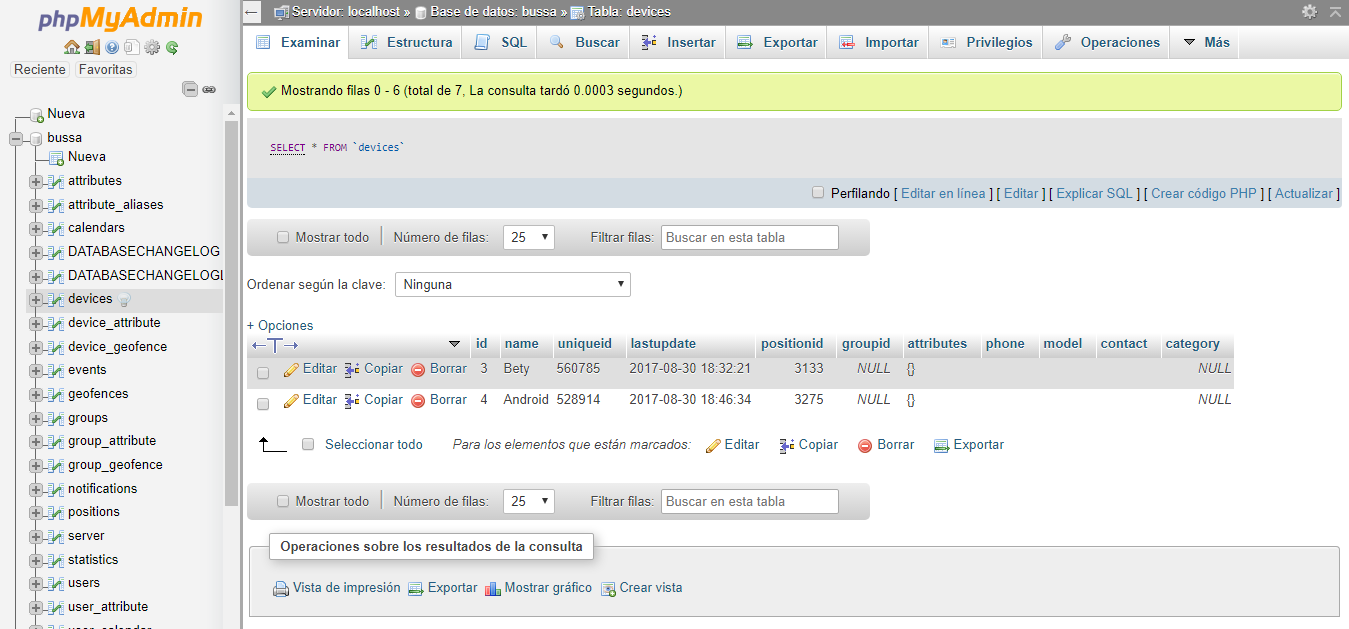 phpMyAdmin
Reciente Favoritas
Nueva
bussa
Nueva
attributes
attribute_aliases
calendars
DATABASECHANGELOG
DATABASECHANGELOGL
devices
device_attribute
device_geofence
events
geofences
groups
group_attribute
group_geofence
notifications
positions
server
statistics
users
user_attribute
user_calendar
Servidor: localhost » Base de datos: bussa » Tabla: devices
Examinar Estructura SQL Buscar Insertar Exportar Importar Privilegios Operaciones Más
Mostrando filas 0 - 6 (total de 7, La consulta tardó 0.0003 segundos.)
SELECT * FROM `devices`
Perfilando [ Editar en línea ] [ Editar ] [ Explicar SQL ] [ Crear código PHP ] [ Actualizar ]
Mostrar todo Número de filas: 25 Filtrar filas: Buscar en esta tabla
Ordenar según la clave: Ninguna
+ Opciones
←T→ id name uniqueid lastupdate positionid groupid attributes phone model contact category
Editar Copiar Borrar 3 Bety 560785 2017-08-30 18:32:21 3133 NULL {} NULL
Editar Copiar Borrar 4 Android 528914 2017-08-30 18:46:34 3275 NULL {} NULL
Seleccionar todo Para los elementos que están marcados: Editar Copiar Borrar Exportar
Mostrar todo Número de filas: 25 Filtrar filas: Buscar en esta tabla
Operaciones sobre los resultados de la consulta
Vista de impresión Exportar Mostrar gráfico Crear vista